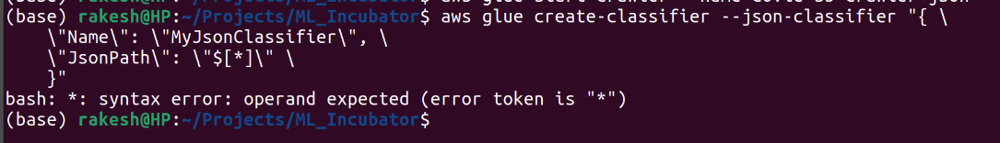 (base) rakesh@HP:~/Projects/ML_Incubator$ aws glue create-classifier --json-classifier "{ \
    \"Name\": \"MyJsonClassifier\", \
    \"JsonPath\": \"$[*]\" \
    }"
bash: *: syntax error: operand expected (error token is "*")
(base) rakesh@HP:~/Projects/ML_Incubator$